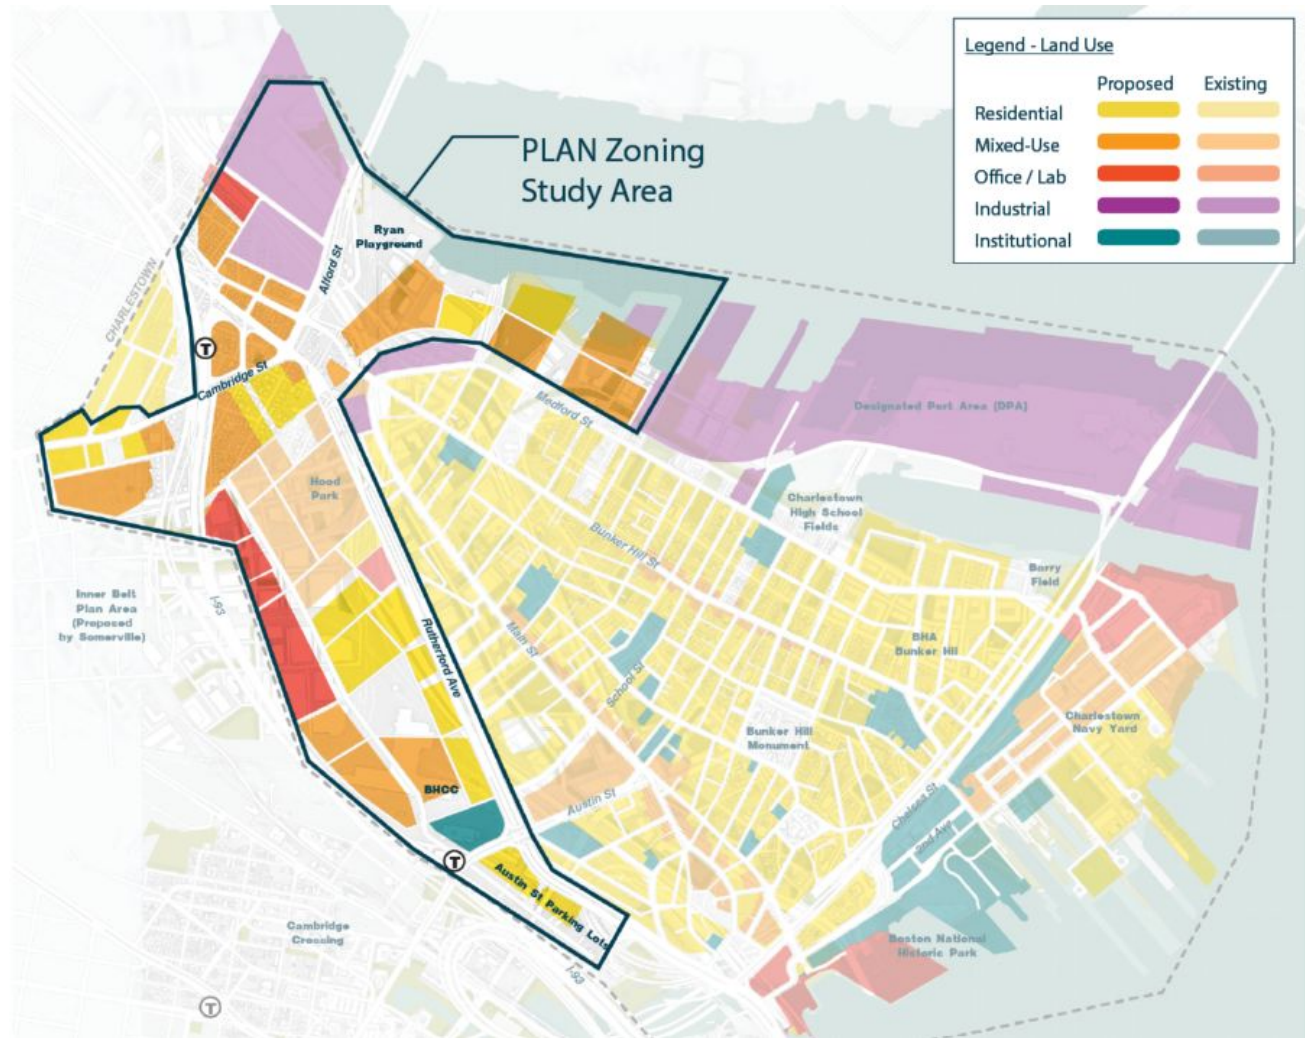 Legend - Land Use
Proposed Existing
Residential
Mixed-Use
Office / Lab
Industrial
Institutional
PLAN Zoning
Study Area
Ryan
Playground
Alford St
CHARLESTOWN
T
Cambridge St
Medford St
Designated Port Area (DPA)
Hood
Park
Charlestown
High School
Fields
Bunker Hill St
Barry
Field
Inner Belt
Plan Area
(Proposed
by Somerville)
I-93
Rutherford Ave
Main St
School St
BHA
Bunker Hill
Bunker Hill
Monument
Charlestown
Navy Yard
BHCC
Austin St
Chelsea St
2nd Ave
T
Austin St Parking Lots
Cambridge
Crossing
Boston National
Historic Park
I-93
T